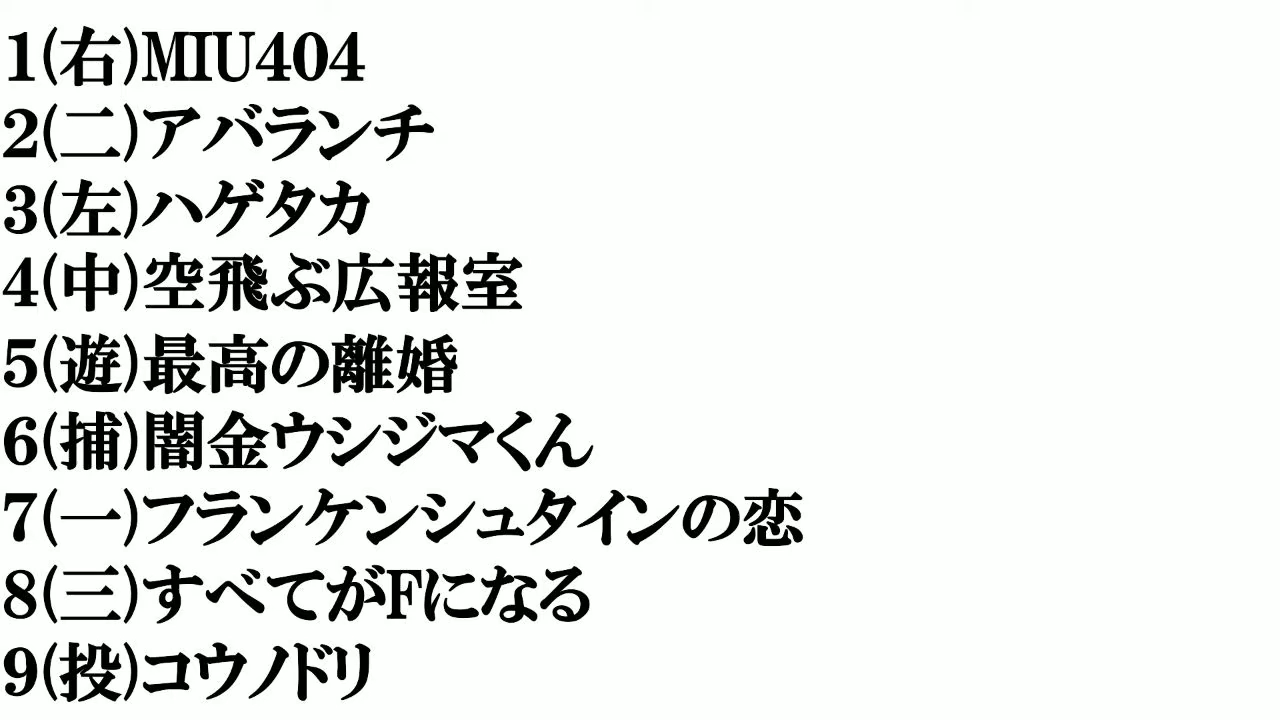 1(右)MIU404
2(二)アバランチ
3(左)ハゲタカ
4(中)空飛ぶ広報室
5(遊)最高の離婚
6(捕)闇金ウシジマくん
7(一)フランケンシュタインの恋
8(三)すべてがFになる
9(投)コウノドリ